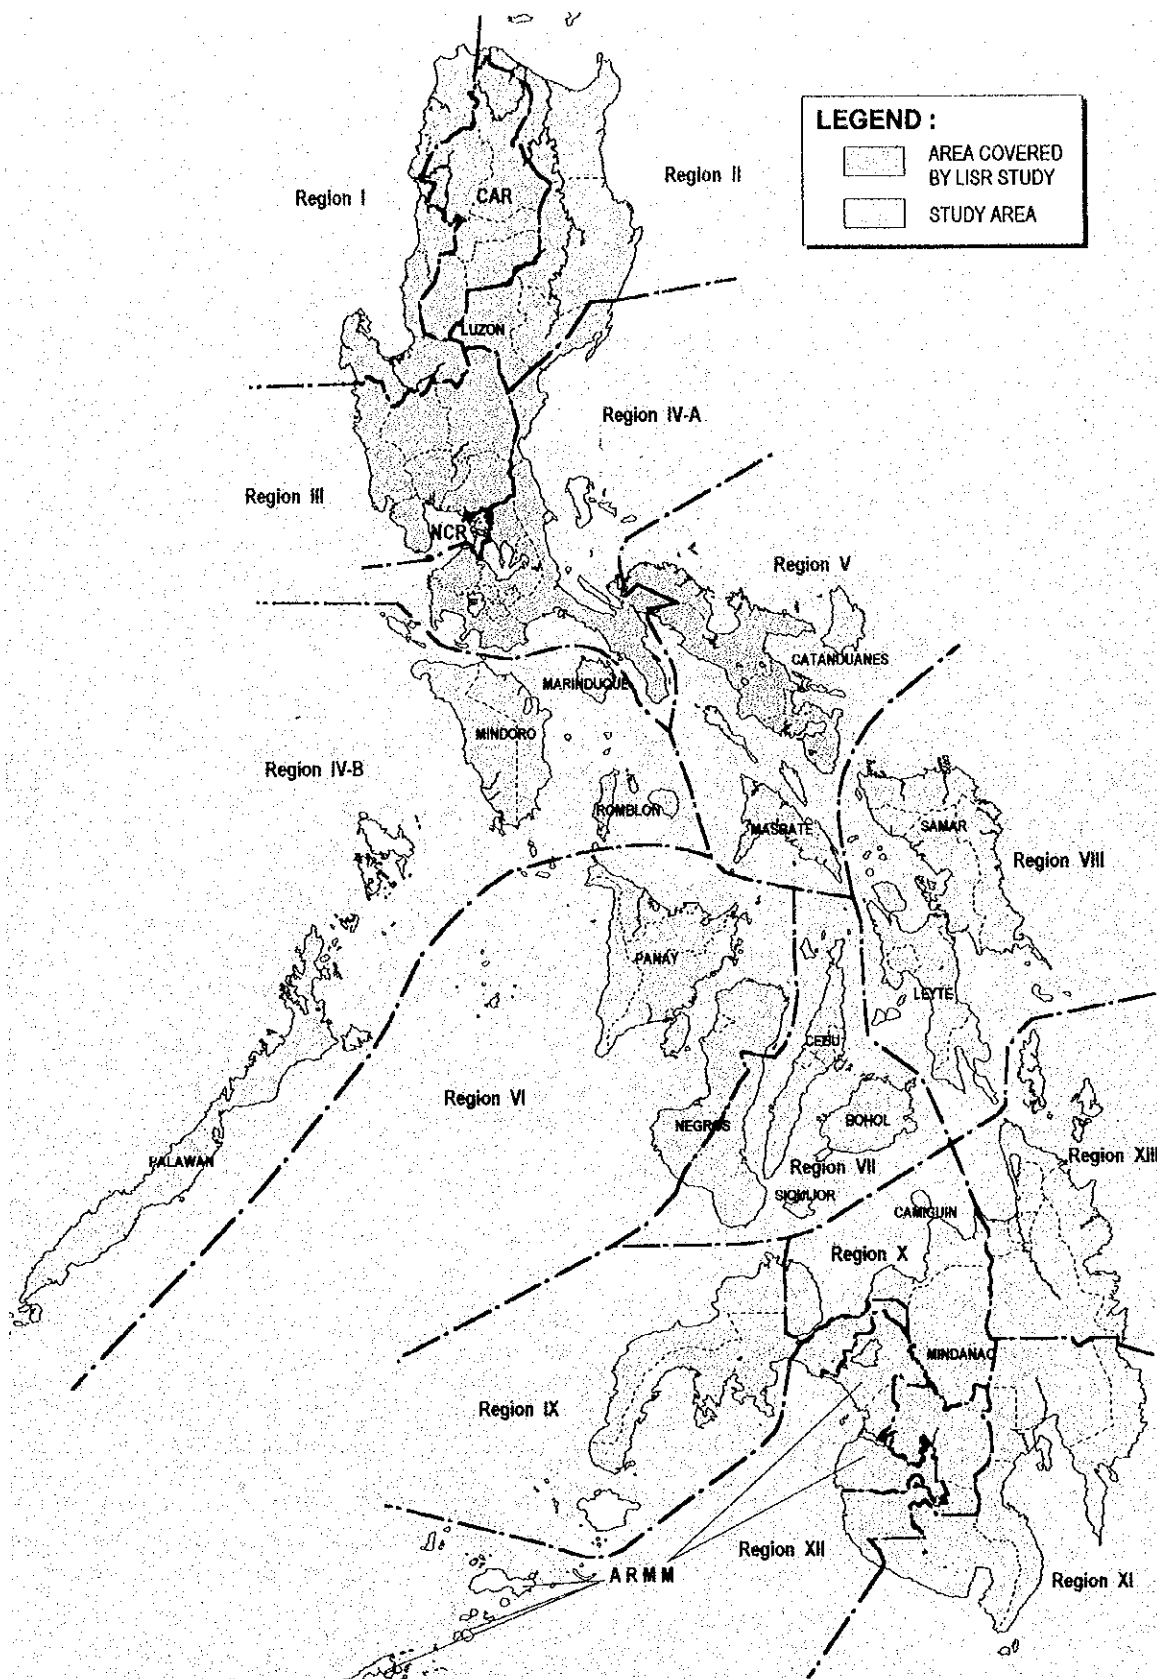 LEGEND :
AREA COVERED
BY LISR STUDY
STUDY AREA
Region I
CAR
Region II
LUZON
Region IV-A
Region III
NCR
Region V
CATANDUANES
MARINDUQUE
MINDORO
Region IV-B
ROMBLON
MASBATE
SAMAR
Region VIII
PANAY
LEYTE
CEBU
Region VI
NEGROS
BOHOL
PALAWAN
Region VII
Region XIII
SIQUIJOR
CAMIGUIN
Region X
MINDANAO
Region IX
Region XII
ARMM
Region XI